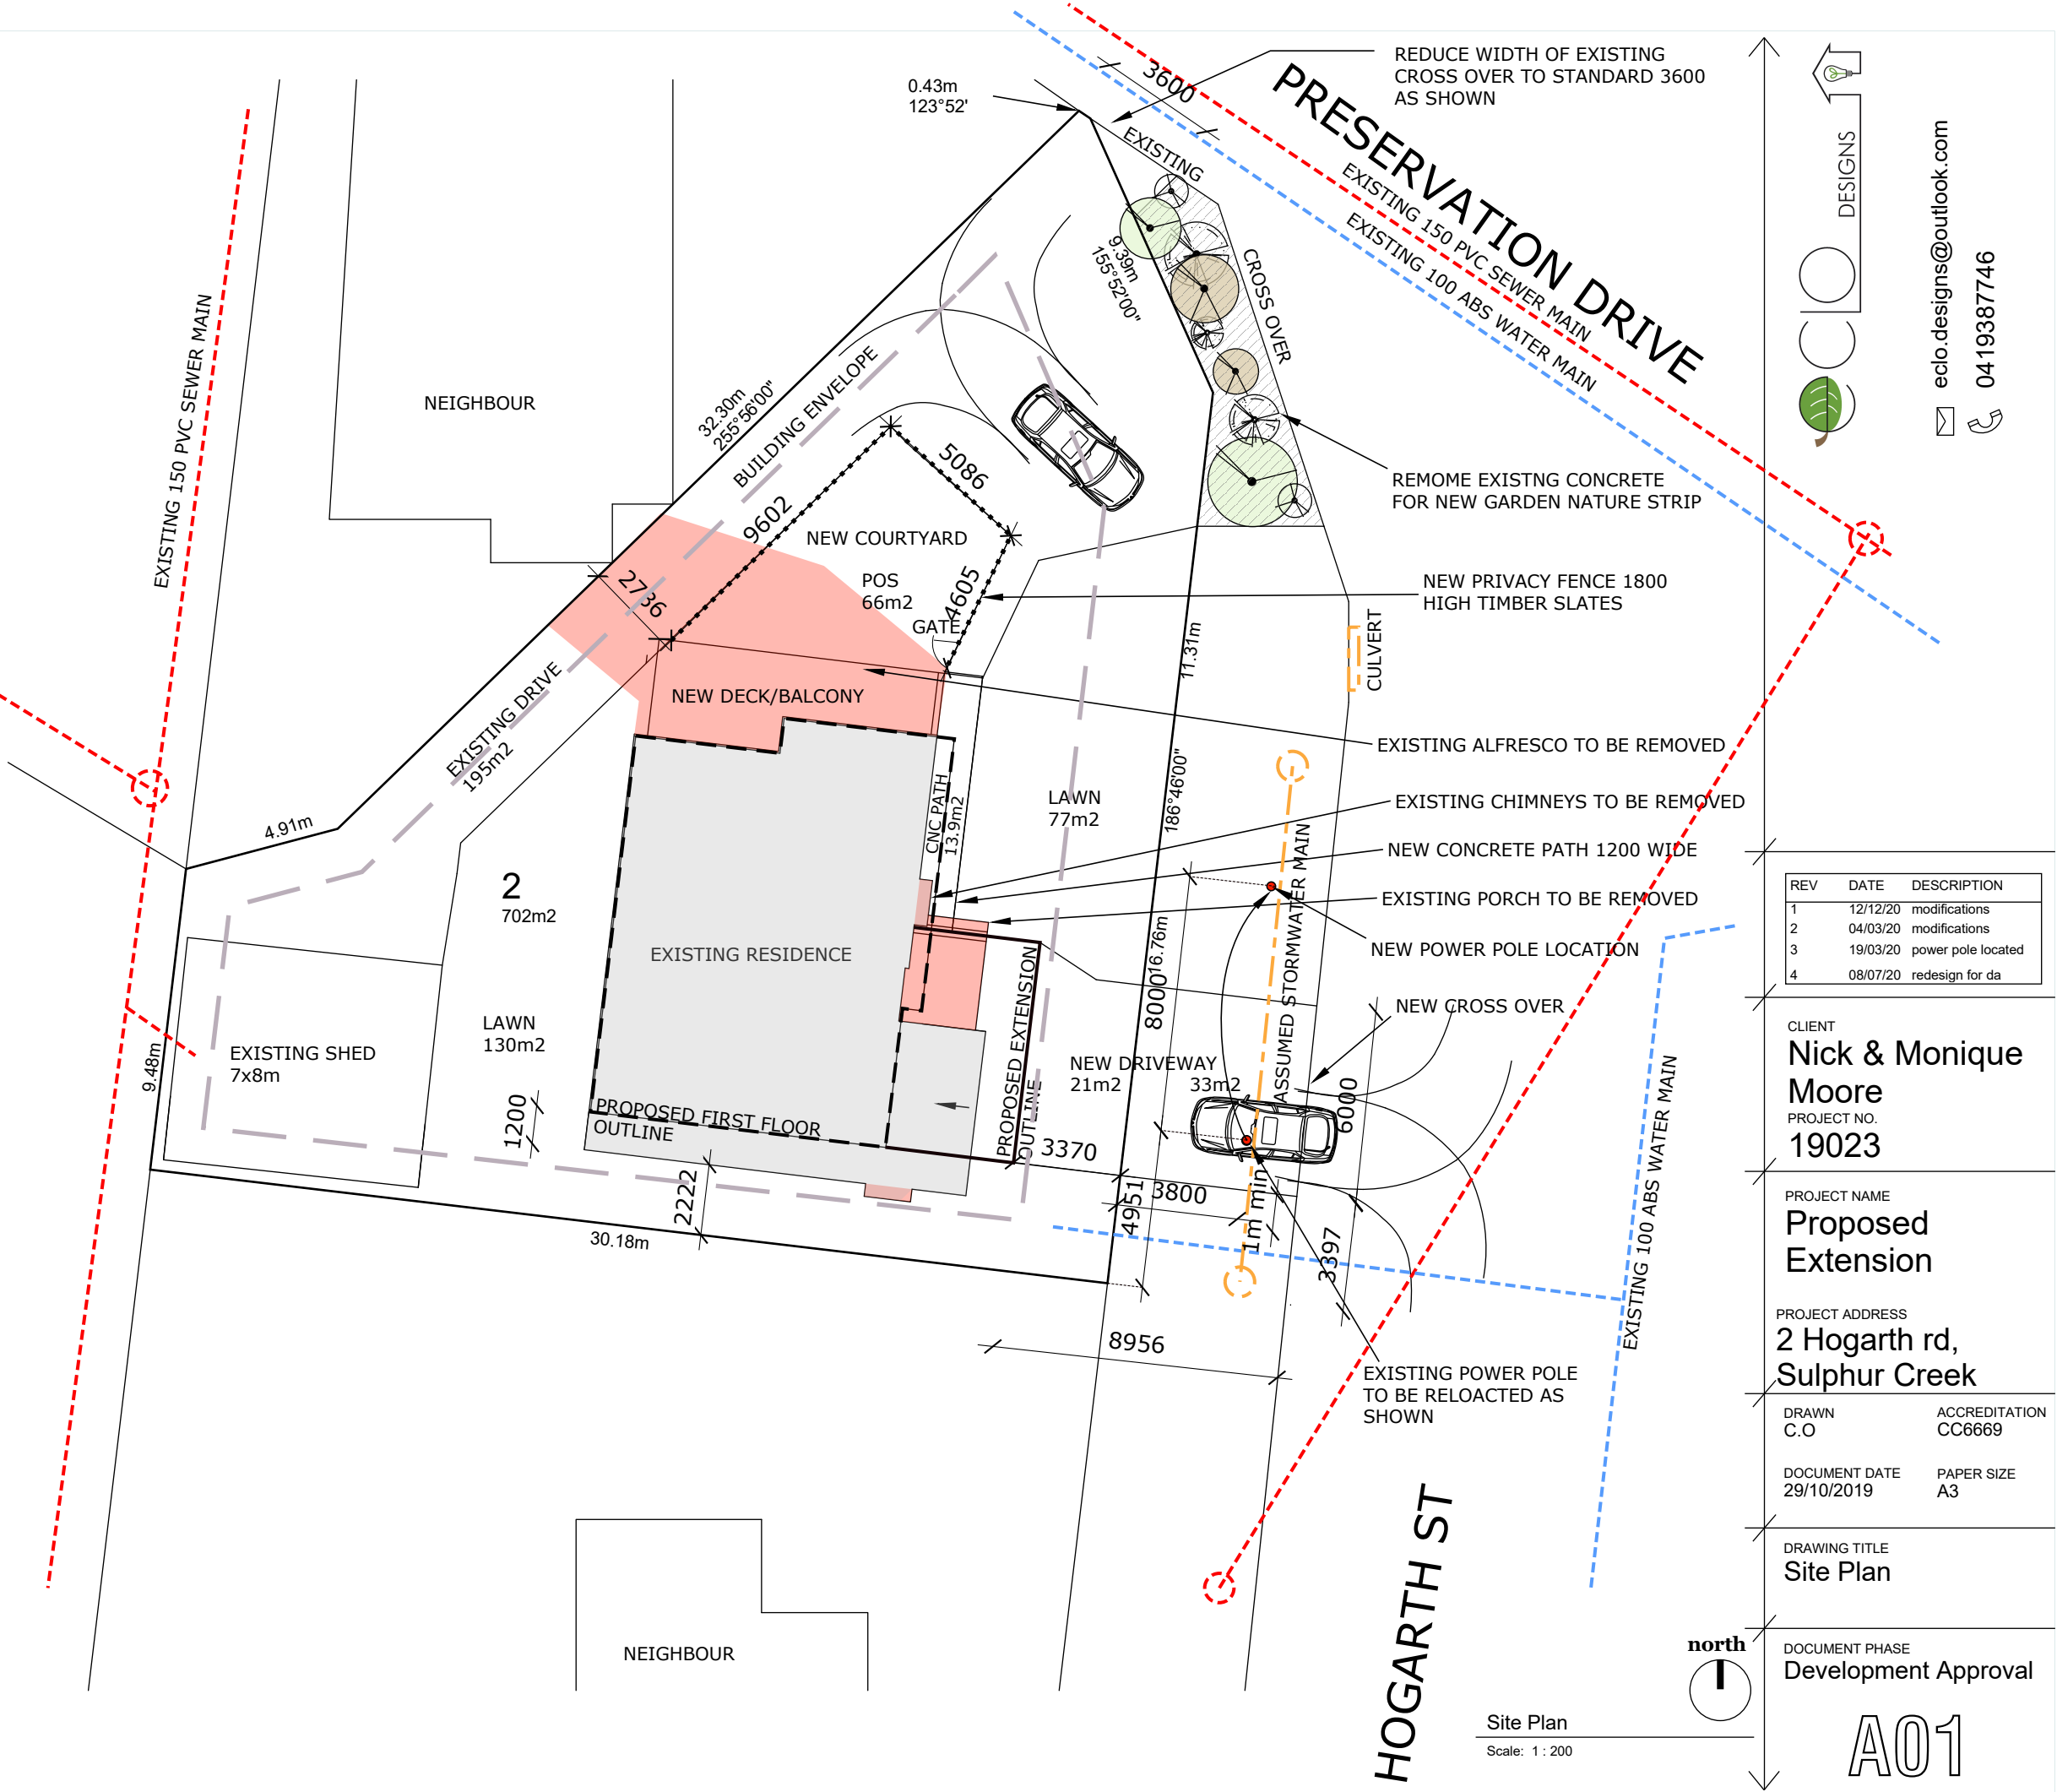 REDUCE WIDTH OF EXISTING
CROSS OVER TO STANDARD 3600
AS SHOWN
0.43m
123°52'
3600
PRESERVATION DRIVE
EXISTING 150 PVC SEWER MAIN
EXISTING 100 ABS WATER MAIN
EXISTING
CROSS OVER
9.39m
155°52'00"
EXISTING 150 PVC SEWER MAIN
NEIGHBOUR
32.30m
255°56'00"
BUILDING ENVELOPE
5086
9602
NEW COURTYARD
POS
66m2
4605
GATE
2736
REMOME EXISTNG CONCRETE
FOR NEW GARDEN NATURE STRIP
NEW PRIVACY FENCE 1800
HIGH TIMBER SLATES
CULVERT
11.31m
186°46'00"
NEW DECK/BALCONY
EXISTING DRIVE
195m2
EXISTING ALFRESCO TO BE REMOVED
EXISTING CHIMNEYS TO BE REMOVED
NEW CONCRETE PATH 1200 WIDE
EXISTING PORCH TO BE REMOVED
NEW POWER POLE LOCATION
NEW CROSS OVER
CNC PATH
13.9m2
LAWN
77m2
4.91m
2
702m2
EXISTING RESIDENCE
16.76m
8000
ASSUMED STORMWATER MAIN
LAWN
130m2
EXISTING SHED
7x8m
9.48m
1200
PROPOSED FIRST FLOOR
OUTLINE
PROPOSED EXTENSION
OUTLINE
NEW DRIVEWAY
21m2
33m2
6000
3370
3800
4951
1m min
3397
2222
30.18m
8956
EXISTING 100 ABS WATER MAIN
EXISTING POWER POLE
TO BE RELOACTED AS
SHOWN
HOGARTH ST
NEIGHBOUR
north
Site Plan
Scale: 1 : 200
DESIGNS
eclo.designs@outlook.com
0419387746
REV DATE DESCRIPTION
1 12/12/20 modifications
2 04/03/20 modifications
3 19/03/20 power pole located
4 08/07/20 redesign for da
CLIENT
Nick & Monique
Moore
PROJECT NO.
19023
PROJECT NAME
Proposed
Extension
PROJECT ADDRESS
2 Hogarth rd,
Sulphur Creek
DRAWN ACCREDITATION
C.O CC6669
DOCUMENT DATE PAPER SIZE
29/10/2019 A3
DRAWING TITLE
Site Plan
DOCUMENT PHASE
Development Approval
A01